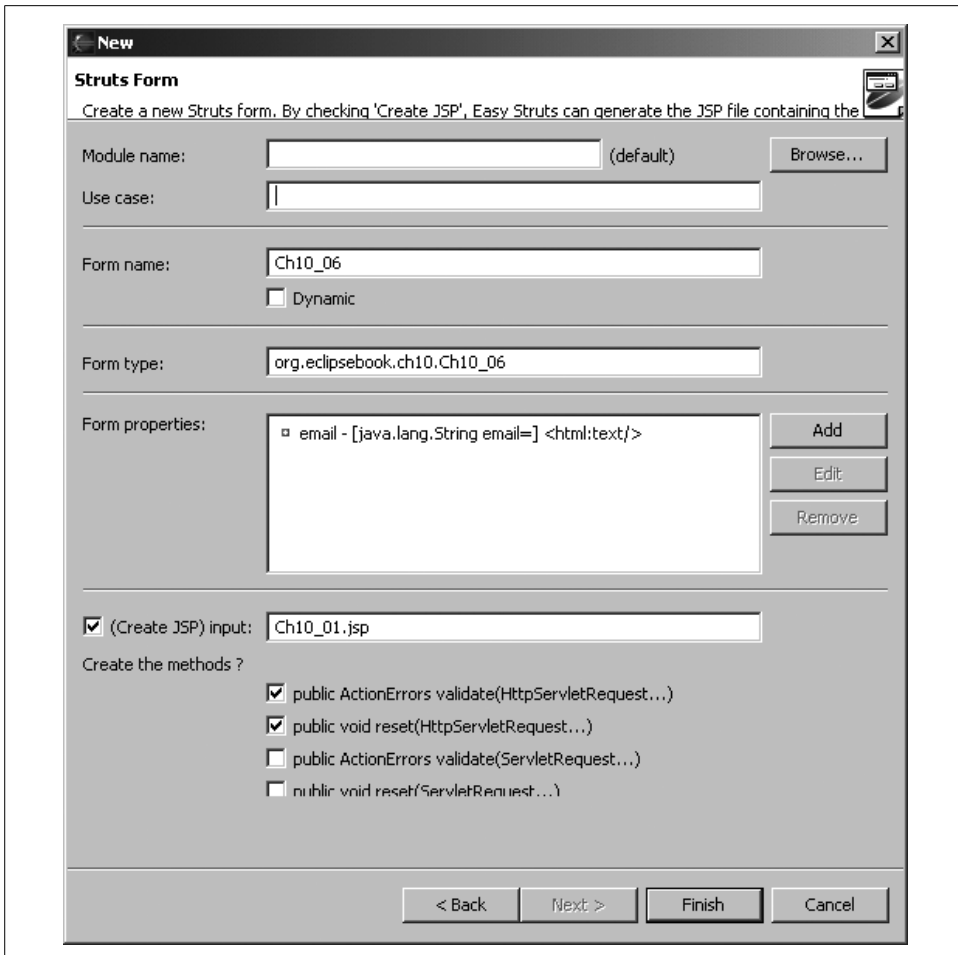 New
Struts Form
Create a new Struts form. By checking 'Create JSP', Easy Struts can generate the JSP file containing the
Module name: (default) Browse...
Use case:
Form name: Ch10_06
Dynamic
Form type: org.eclipsebook.ch10.Ch10_06
Form properties: email - [java.lang.String email=] <html:text/> Add
Edit
Remove
(Create JSP) input: Ch10_01.jsp
Create the methods ?
public ActionErrors validate(HttpServletRequest...)
public void reset(HttpServletRequest...)
public ActionErrors validate(ServletRequest...)
public void reset(ServletRequest...)
< Back Next > Finish Cancel